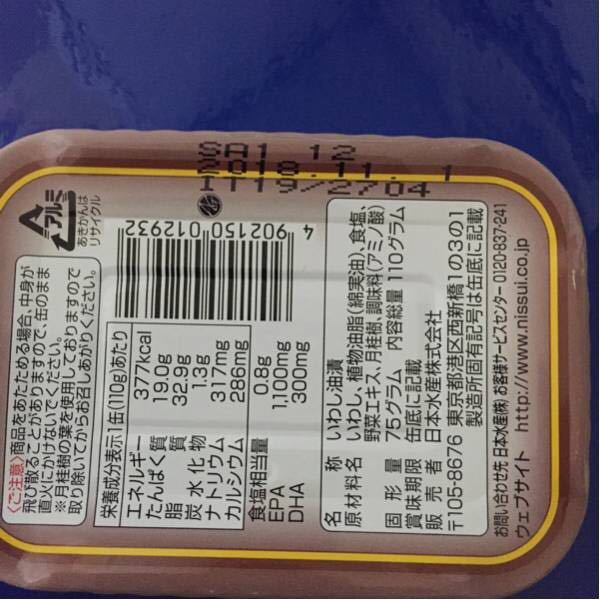 アルミ
あきかんは
リサイクル
4 902150 012932
〈ご注意〉商品をあたためる場合、中身が
飛び散ることがありますので、缶のまま
直火にかけないでください。
※月桂樹の葉を使用しておりますので
取り除いてからお召しあがりください。
栄養成分表示1缶(110g)あたり
エネルギー 377kcal
たんぱく質 19.0g
脂質 32.9g
炭水化物 1.3g
ナトリウム 317mg
カルシウム 286mg
食塩相当量 0.8g
EPA 1,100mg
DHA 300mg
名称 いわし油漬
原材料名 いわし、植物油脂(綿実油)、食塩、
野菜エキス、月桂樹、調味料(アミノ酸)
固形量 75グラム 内容総量 110グラム
賞味期限 缶底に記載
販売者 日本水産株式会社
〒105-8676 東京都港区西新橋1の3の1
製造所固有記号は缶底に記載
お問い合わせ先 日本水産(株)お客様サービスセンター 0120-837-241
ウェブサイト http://www.nissui.co.jp